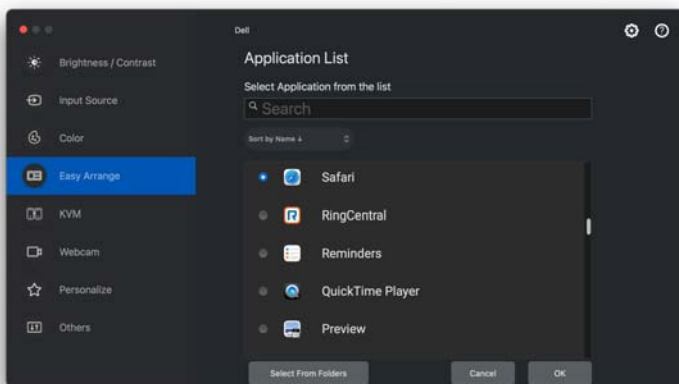 Dell
Brightness / Contrast
Input Source
Color
Easy Arrange
KVM
Webcam
Personalize
Others
Application List
Select Application from the list
Search
Sort by Name ↓
Safari
RingCentral
Reminders
QuickTime Player
Preview
Select From Folders
Cancel
OK